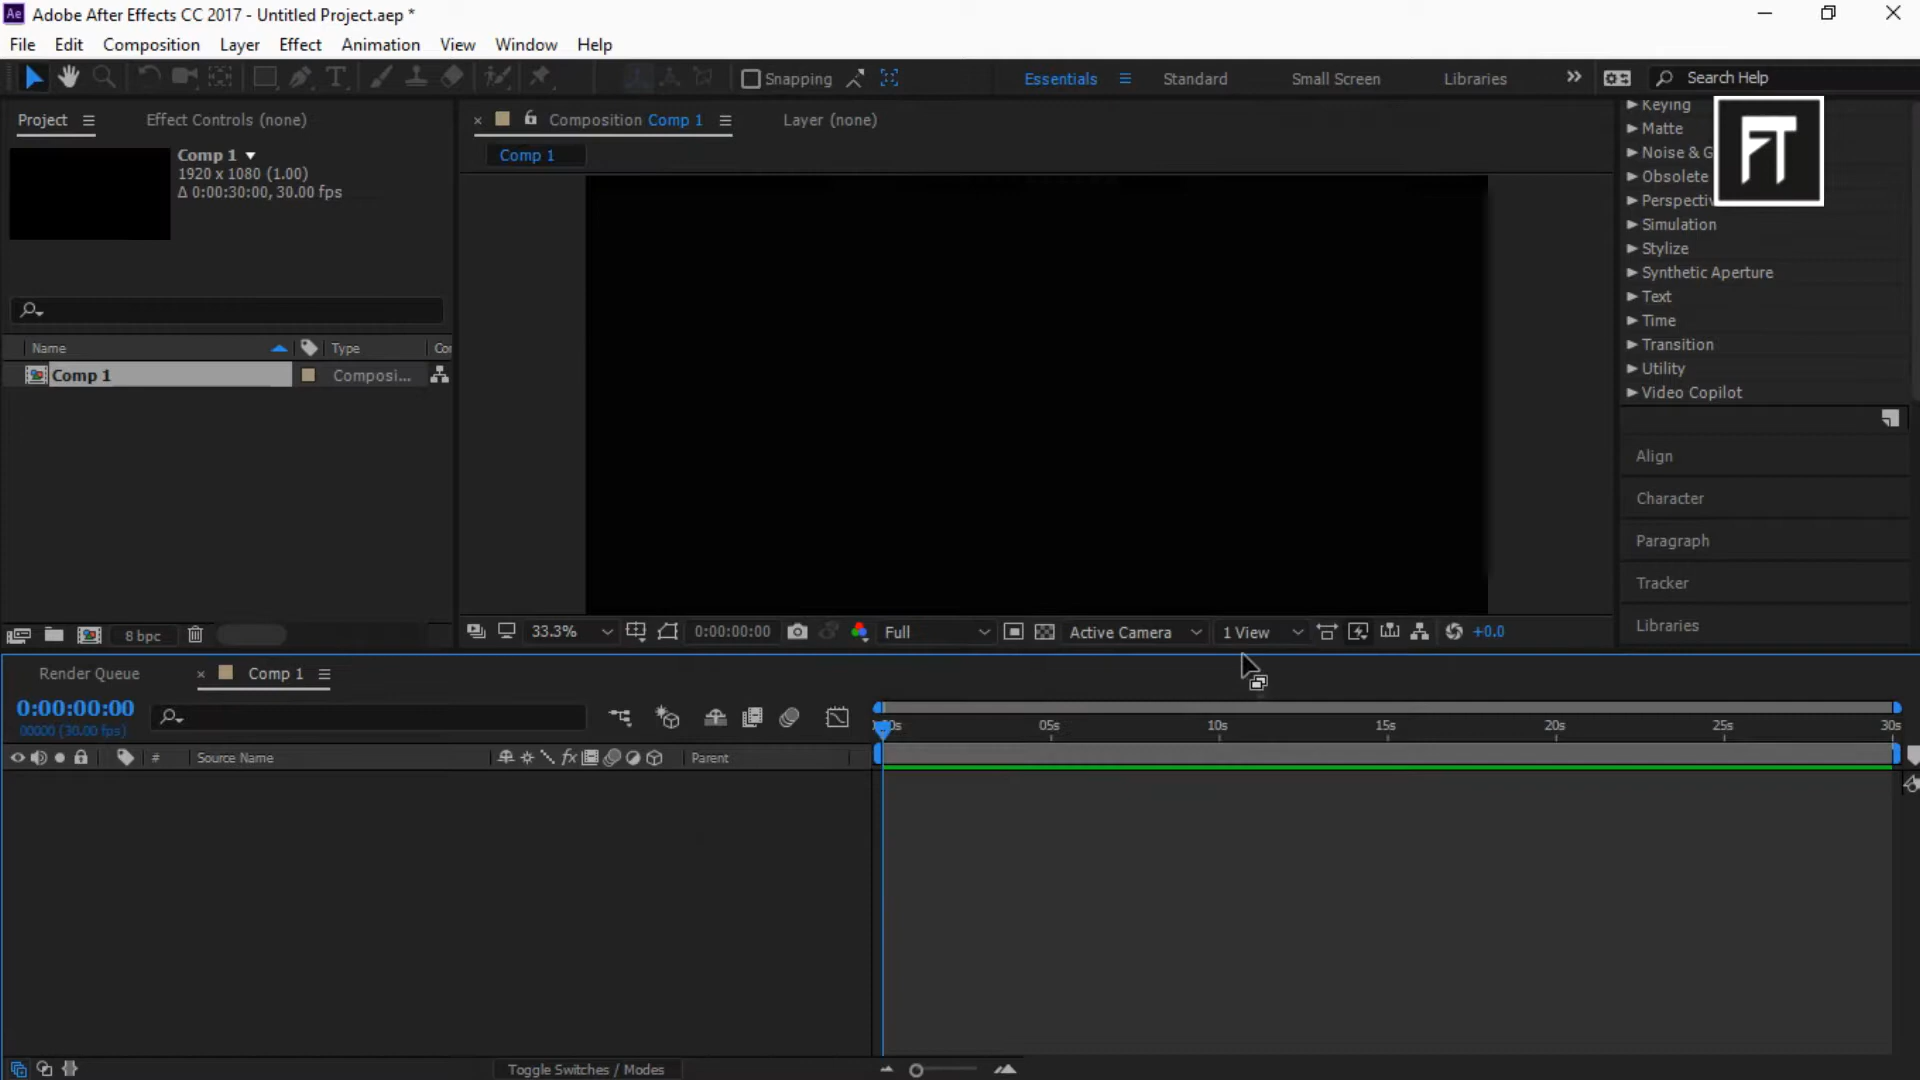 Ae Adobe After Effects CC 2017 - Untitled Project.aep *
File Edit Composition Layer Effect Animation View Window Help
Snapping Essentials Standard Small Screen Libraries Search Help
Project Effect Controls (none) Composition Comp 1 Layer (none)
Comp 1
1920 x 1080 (1.00)
Δ 0:00:30:00, 30.00 fps
Comp 1
Keying
Matte
Noise & G
Obsolete
Perspectiv
Simulation
Stylize
Synthetic Aperture
Text
Time
Transition
Utility
Video Copilot
FT
Name Type Co
Comp 1 Composi...
Align
Character
Paragraph
Tracker
Libraries
8 bpc
33.3% 0:00:00:00 Full Active Camera 1 View +0.0
Render Queue Comp 1
0:00:00:00
00000 (30.00 fps)
05s 10s 15s 20s 25s 30s
# Source Name fx Parent
Toggle Switches / Modes